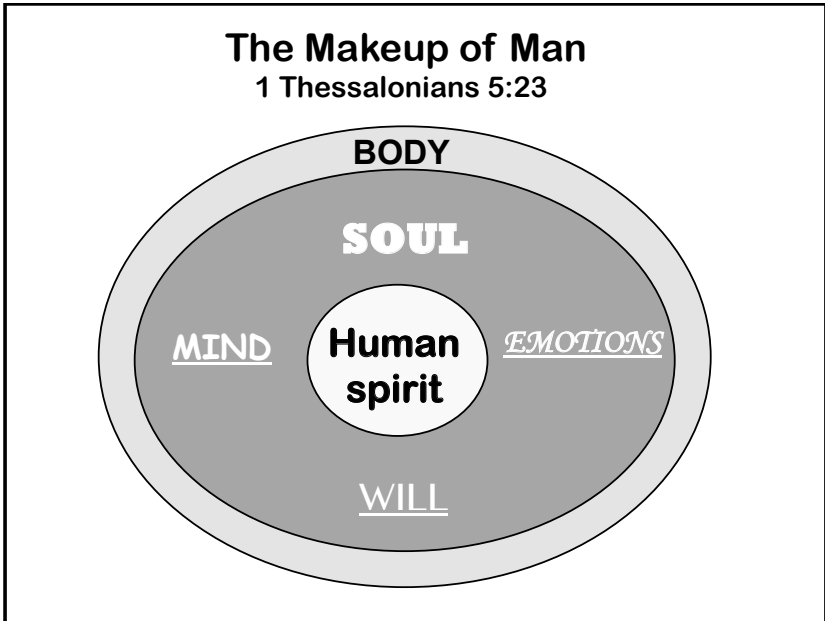 The Makeup of Man
1 Thessalonians 5:23
BODY
SOUL
MIND
Human
spirit
EMOTIONS
WILL